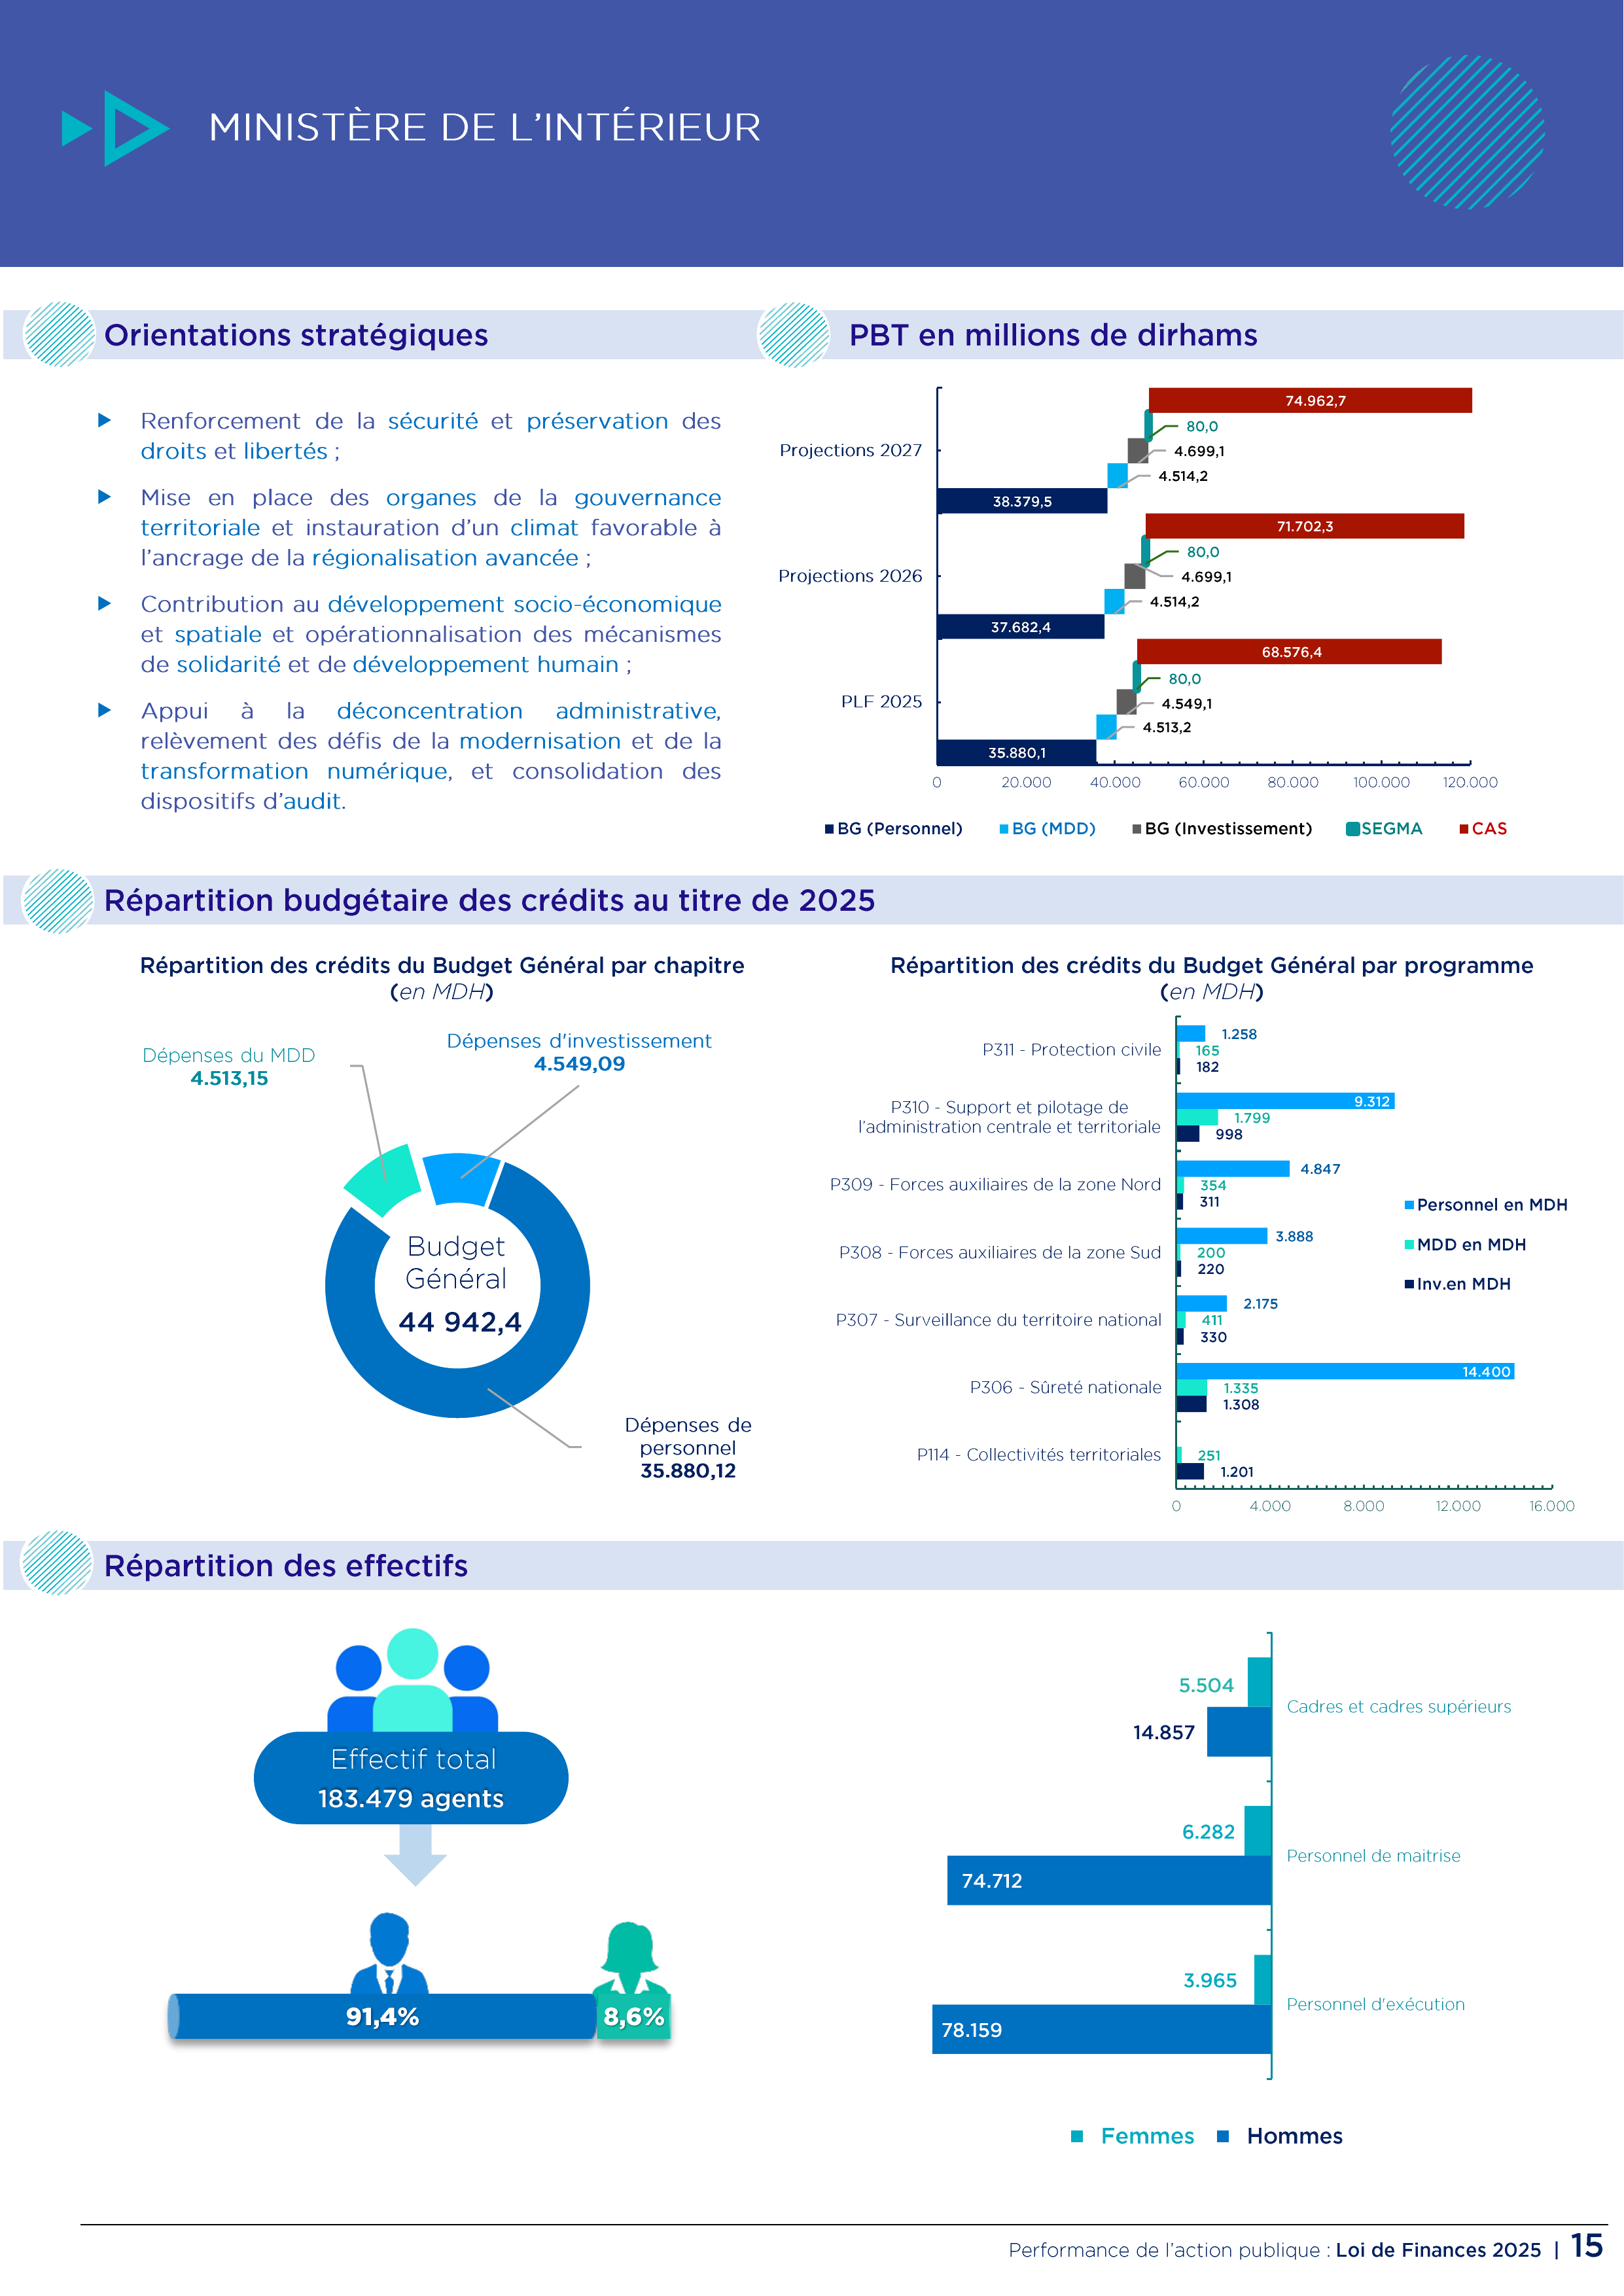 MINISTÈRE DE L’INTÉRIEUR
Orientations stratégiques
Renforcement de la sécurité et préservation des
droits et libertés ;
Mise en place des organes de la gouvernance
territoriale et instauration d’un climat favorable à
l’ancrage de la régionalisation avancée ;
Contribution au développement socio-économique
et spatiale et opérationnalisation des mécanismes
de solidarité et de développement humain ;
Appui à la déconcentration administrative,
relèvement des défis de la modernisation et de la
transformation numérique, et consolidation des
dispositifs d’audit.
PBT en millions de dirhams
74.962,7
80,0
Projections 2027
4.699,1
4.514,2
38.379,5
71.702,3
80,0
Projections 2026
4.699,1
4.514,2
37.682,4
68.576,4
80,0
PLF 2025
4.549,1
4.513,2
35.880,1
0 20.000 40.000 60.000 80.000 100.000 120.000
BG (Personnel) BG (MDD) BG (Investissement) SEGMA CAS
Répartition budgétaire des crédits au titre de 2025
Répartition des crédits du Budget Général par chapitre
(en MDH)
Dépenses du MDD
4.513,15
Dépenses d'investissement
4.549,09
Budget
Général
44 942,4
Dépenses de
personnel
35.880,12
Répartition des crédits du Budget Général par programme
(en MDH)
P311 - Protection civile
1.258
165
182
P310 - Support et pilotage de
l’administration centrale et territoriale
9.312
1.799
998
P309 - Forces auxiliaires de la zone Nord
4.847
354
311
P308 - Forces auxiliaires de la zone Sud
3.888
200
220
P307 - Surveillance du territoire national
2.175
411
330
P306 - Sûreté nationale
14.400
1.335
1.308
P114 - Collectivités territoriales
251
1.201
0 4.000 8.000 12.000 16.000
Personnel en MDH
MDD en MDH
Inv.en MDH
Répartition des effectifs
Effectif total
183.479 agents
91,4%
8,6%
5.504
14.857
Cadres et cadres supérieurs
6.282
74.712
Personnel de maitrise
3.965
78.159
Personnel d'exécution
Femmes Hommes
Performance de l’action publique : Loi de Finances 2025 | 15